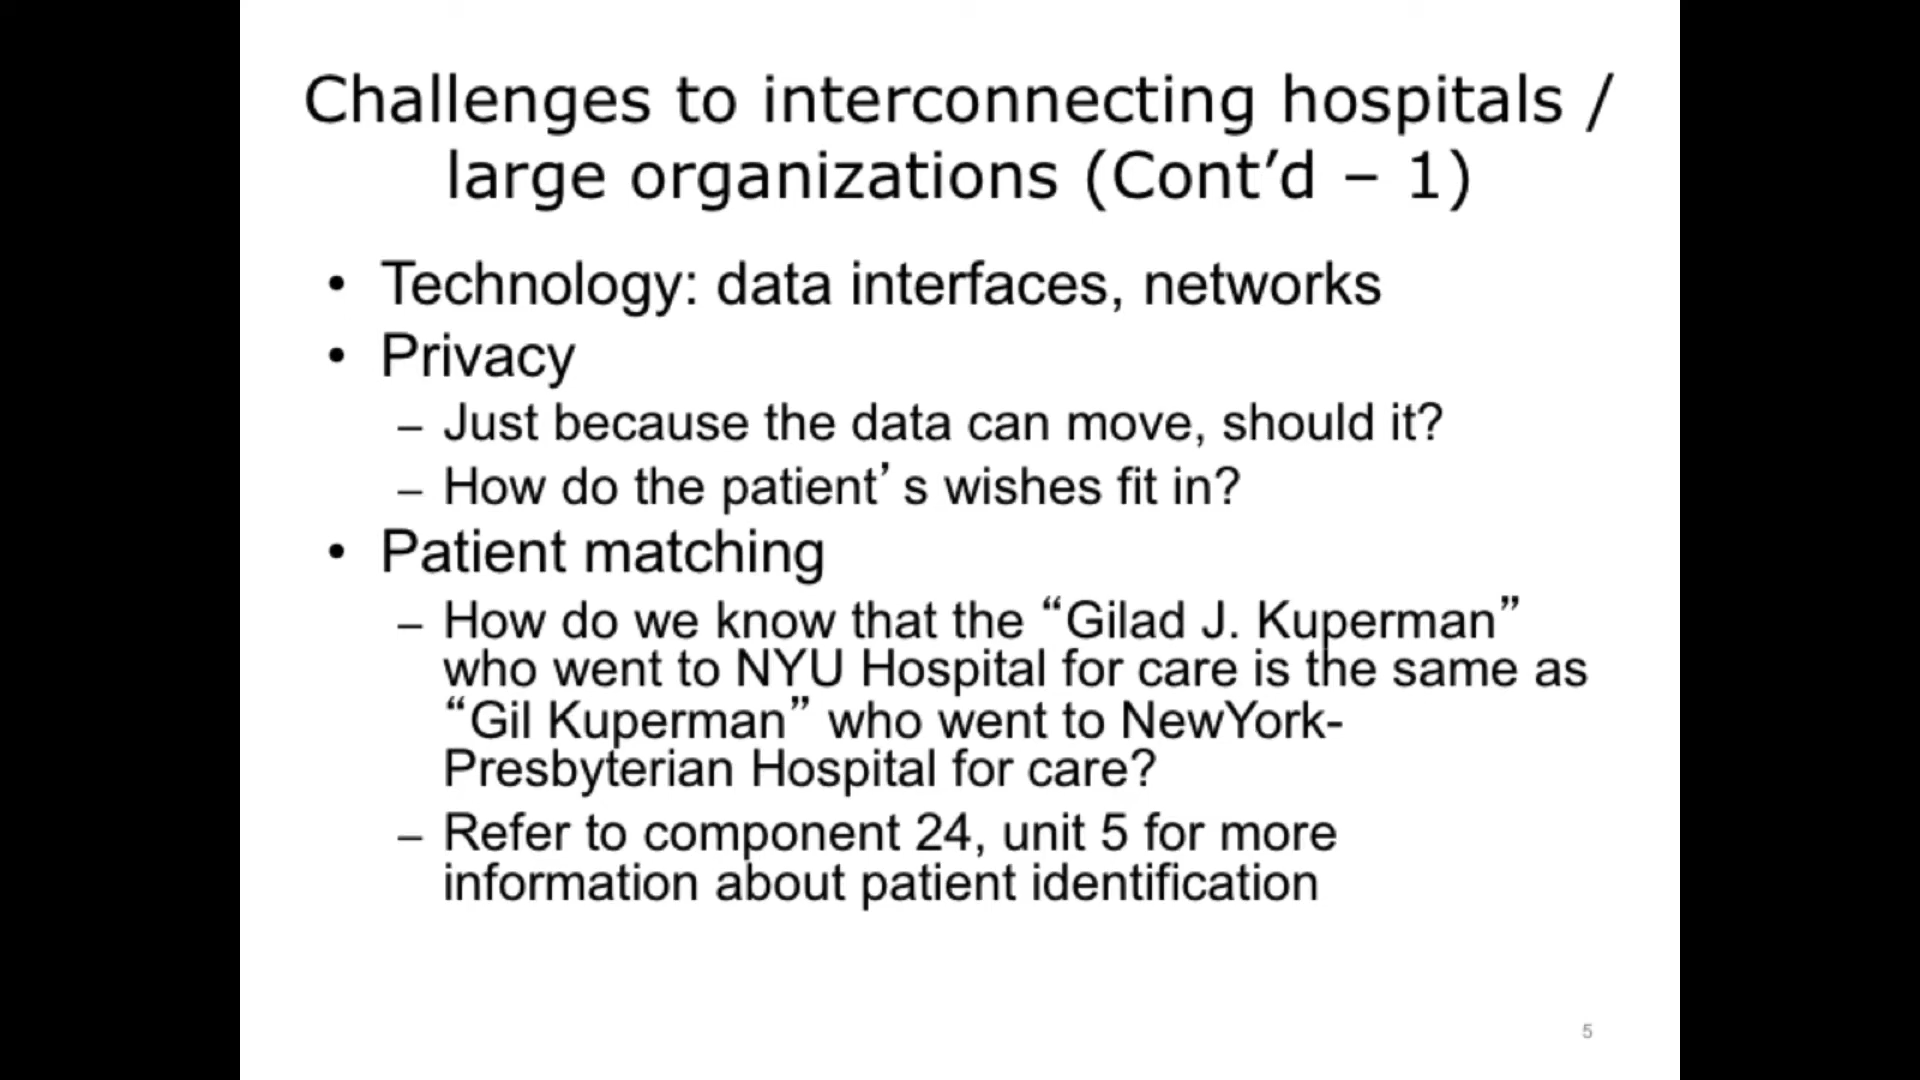 Challenges to interconnecting hospitals /
large organizations (Cont’d – 1)
• Technology: data interfaces, networks
• Privacy
– Just because the data can move, should it?
– How do the patient’s wishes fit in?
• Patient matching
– How do we know that the “Gilad J. Kuperman”
who went to NYU Hospital for care is the same as
“Gil Kuperman” who went to NewYork-
Presbyterian Hospital for care?
– Refer to component 24, unit 5 for more
information about patient identification
5